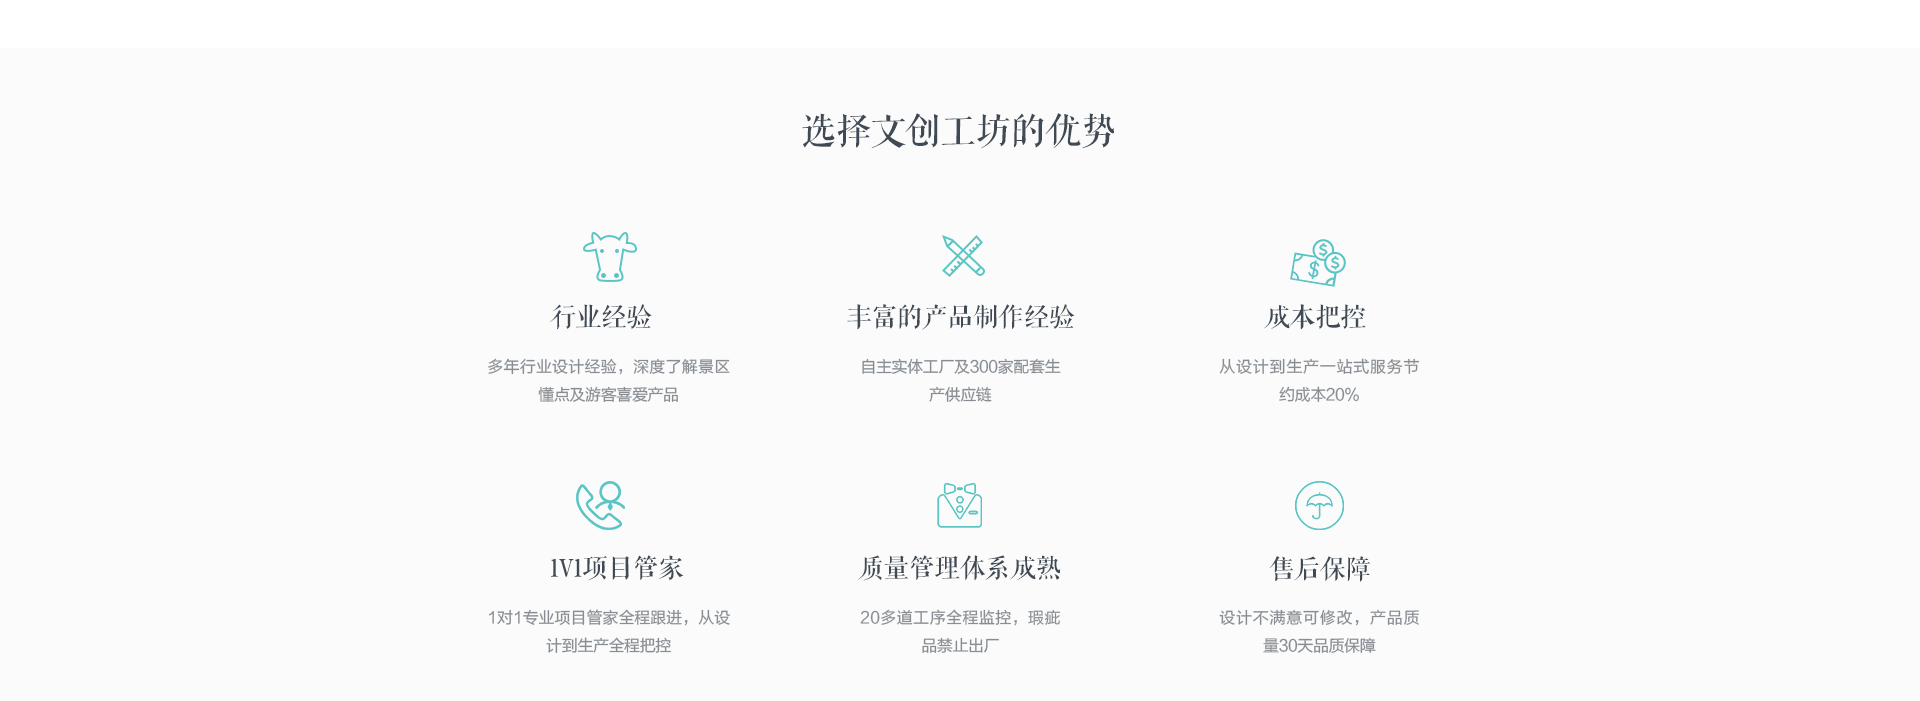 选择文创工坊的优势
行业经验
多年行业设计经验，深度了解景区
懂点及游客喜爱产品
丰富的产品制作经验
自主实体工厂及300家配套生
产供应链
成本把控
从设计到生产一站式服务节
约成本20%
1V1项目管家
1对1专业项目管家全程跟进，从设
计到生产全程把控
质量管理体系成熟
20多道工序全程监控，瑕疵
品禁止出厂
售后保障
设计不满意可修改，产品质
量30天品质保障